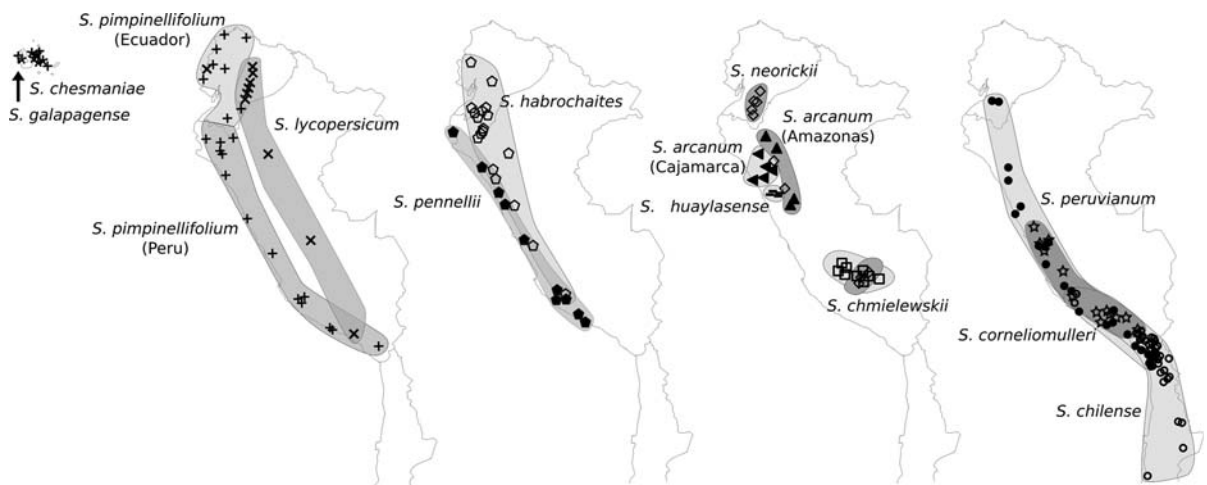 S. pimpinellifolium
(Ecuador)
S. chesmaniae
S. galapagense
S. lycopersicum
S. pimpinellifolium
(Peru)
S. habrochaites
S. pennellii
S. neorickii
S. arcanum
(Amazonas)
S. arcanum
(Cajamarca)
S. huaylasense
S. chmielewskii
S. peruvianum
S. corneliomulleri
S. chilense